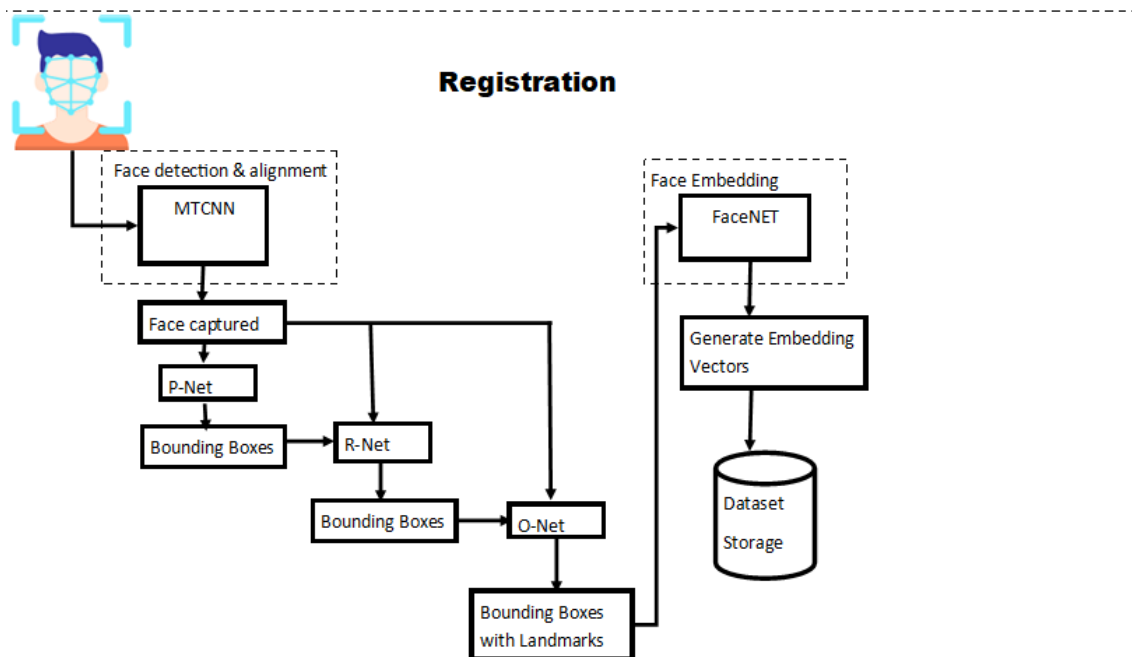 Registration
Face detection & alignment
MTCNN
Face captured
P-Net
Bounding Boxes
R-Net
Bounding Boxes
O-Net
Bounding Boxes
with Landmarks
Face Embedding
FaceNET
Generate Embedding
Vectors
Dataset
Storage